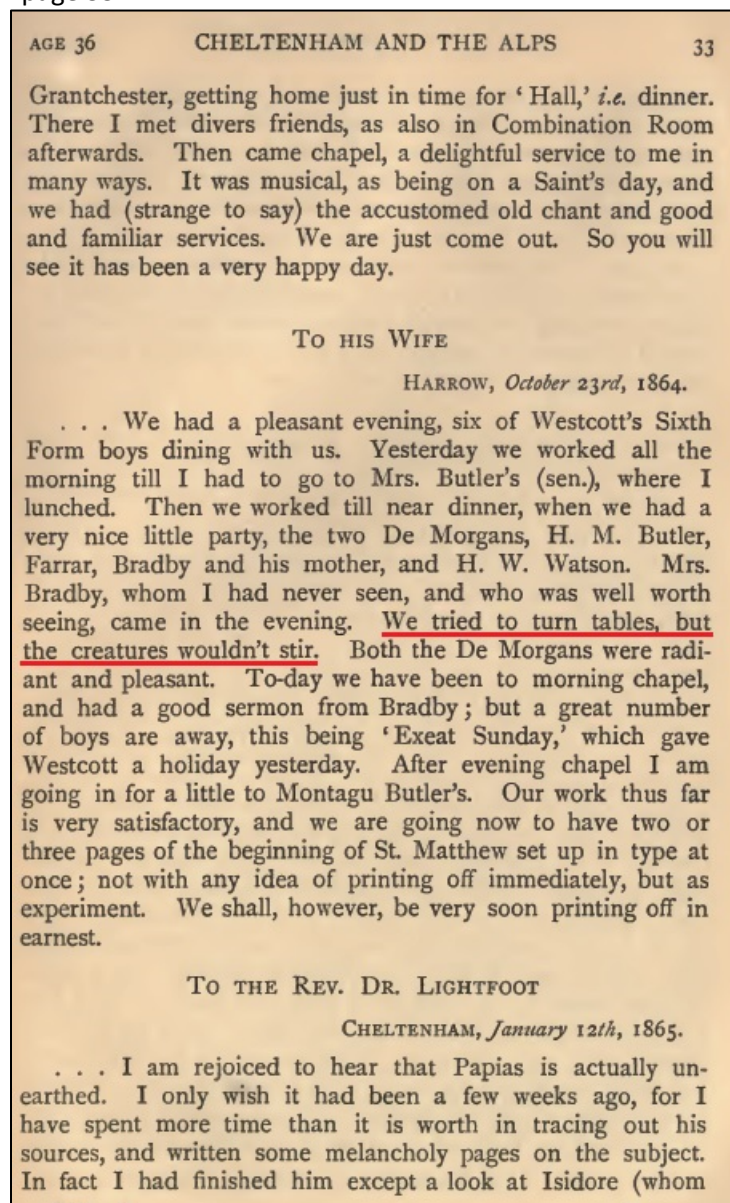 AGE 36 CHELTENHAM AND THE ALPS 33
Grantchester, getting home just in time for ‘ Hall,’ i.e. dinner.
There I met divers friends, as also in Combination Room
afterwards. Then came chapel, a delightful service to me in
many ways. It was musical, as being on a Saint’s day, and
we had (strange to say) the accustomed old chant and good
and familiar services. We are just come out. So you will
see it has been a very happy day.
To his Wife
Harrow, October 23rd, 1864.
. . . We had a pleasant evening, six of Westcott’s Sixth
Form boys dining with us. Yesterday we worked all the
morning till I had to go to Mrs. Butler’s (sen.), where I
lunched. Then we worked till near dinner, when we had a
very nice little party, the two De Morgans, H. M. Butler,
Farrar, Bradby and his mother, and H. W. Watson. Mrs.
Bradby, whom I had never seen, and who was well worth
seeing, came in the evening. We tried to turn tables, but
the creatures wouldn’t stir. Both the De Morgans were radi-
ant and pleasant. To-day we have been to morning chapel,
and had a good sermon from Bradby ; but a great number
of boys are away, this being ‘Exeat Sunday,’ which gave
Westcott a holiday yesterday. After evening chapel I am
going in for a little to Montagu Butler’s. Our work thus far
is very satisfactory, and we are going now to have two or
three pages of the beginning of St. Matthew set up in type at
once ; not with any idea of printing off immediately, but as
experiment. We shall, however, be very soon printing off in
earnest.
To the Rev. Dr. Lightfoot
Cheltenham, January 12th, 1865.
. . . I am rejoiced to hear that Papias is actually un-
earthed. I only wish it had been a few weeks ago, for I
have spent more time than it is worth in tracing out his
sources, and written some melancholy pages on the subject.
In fact I had finished him except a look at Isidore (whom